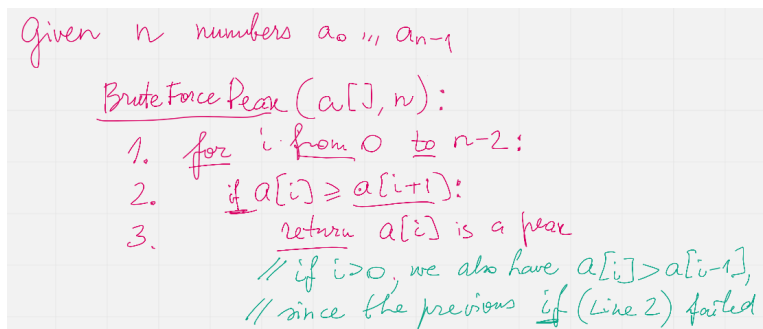 Given n numbers a₀ ,,, aₙ₋₁
BruteForcePeak (a[], n):
1. for i from 0 to n-2:
2. if a[i] ≥ a[i+1]:
3. return a[i] is a peak
// if i>0, we also have a[i]>a[i-1],
// since the previous if (Line 2) failed